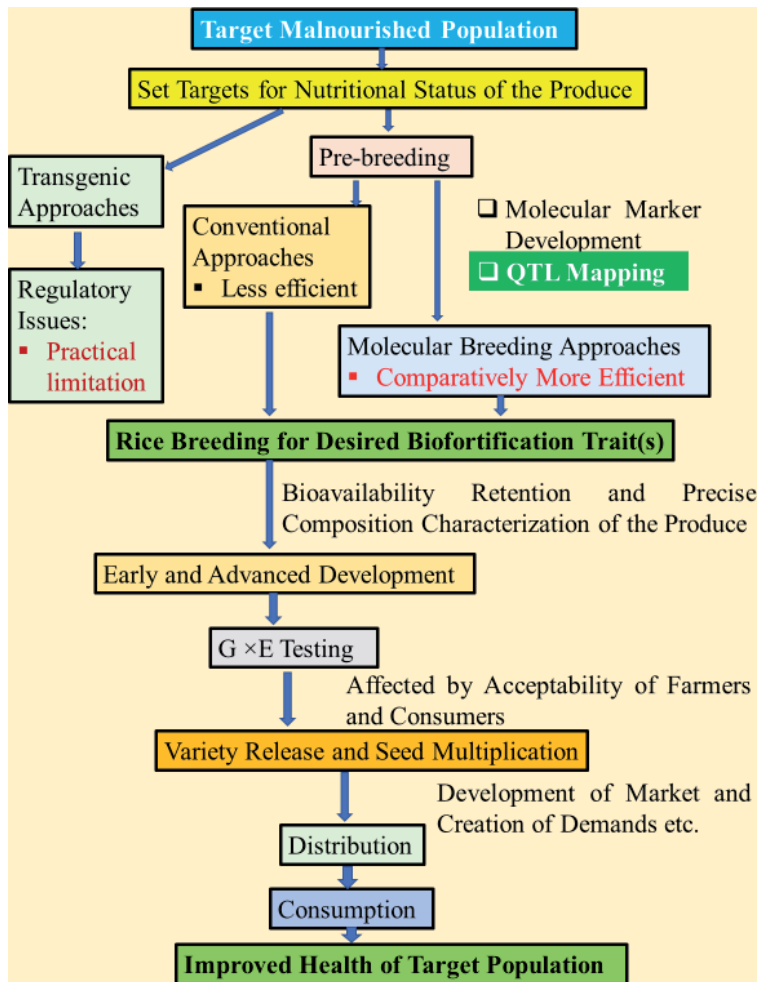 Target Malnourished Population
Set Targets for Nutritional Status of the Produce
Transgenic
Approaches
Regulatory
Issues:
▪ Practical
limitation
Pre-breeding
Conventional
Approaches
▪ Less efficient
❑ Molecular Marker
Development
❑ QTL Mapping
Molecular Breeding Approaches
▪ Comparatively More Efficient
Rice Breeding for Desired Biofortification Trait(s)
Bioavailability Retention and Precise
Composition Characterization of the Produce
Early and Advanced Development
G ×E Testing
Affected by Acceptability of Farmers
and Consumers
Variety Release and Seed Multiplication
Development of Market and
Creation of Demands etc.
Distribution
Consumption
Improved Health of Target Population